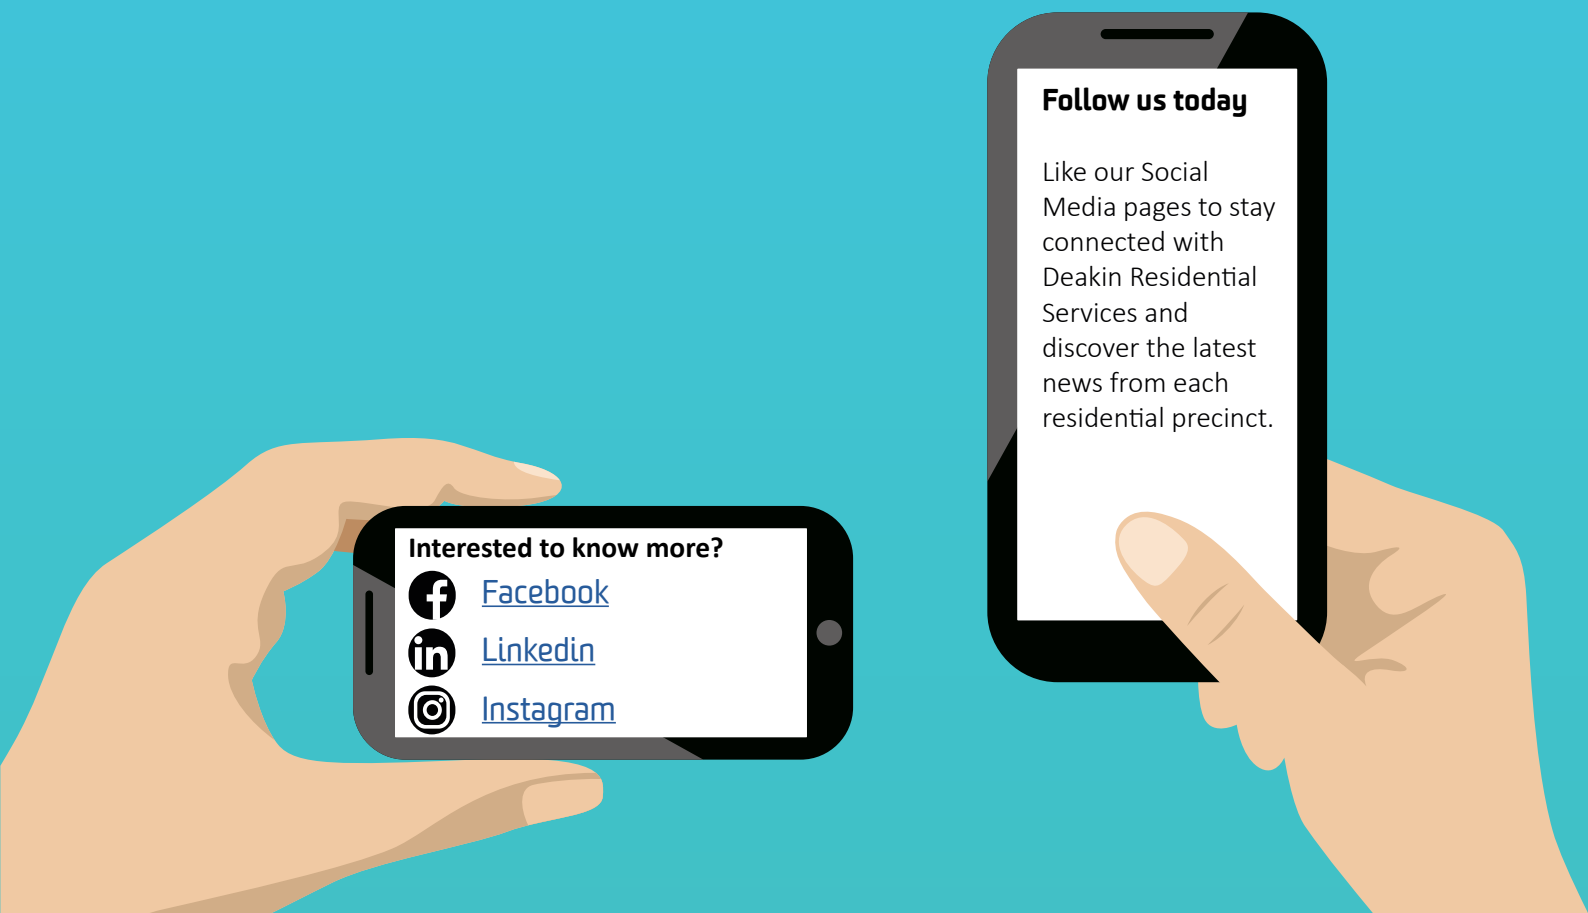 Follow us today
Like our Social
Media pages to stay
connected with
Deakin Residential
Services and
discover the latest
news from each
residential precinct.
Interested to know more?
Facebook
Linkedin
Instagram